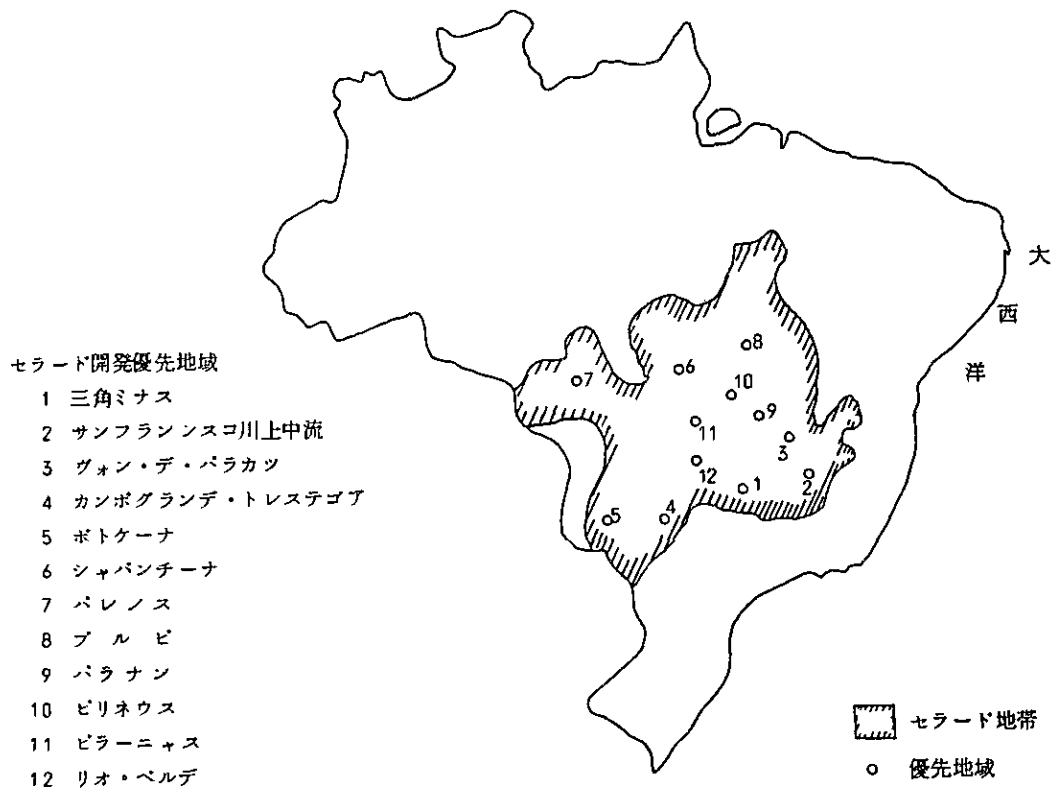 セラード開発優先地域
1 三角ミナス
2 サンフランンスコ川上中流
3 ヴォン・デ・パラカツ
4 カンポグランデ・トレステゴア
5 ボトケーナ
6 シャパンチーナ
7 パレノス
8 ブルピ
9 パラナン
10 ピリネウス
11 ピラーニャス
12 リオ・ベルデ
大西洋
8
6
7
10
9
11
3
12
1
2
5
4
セラード地帯
優先地域